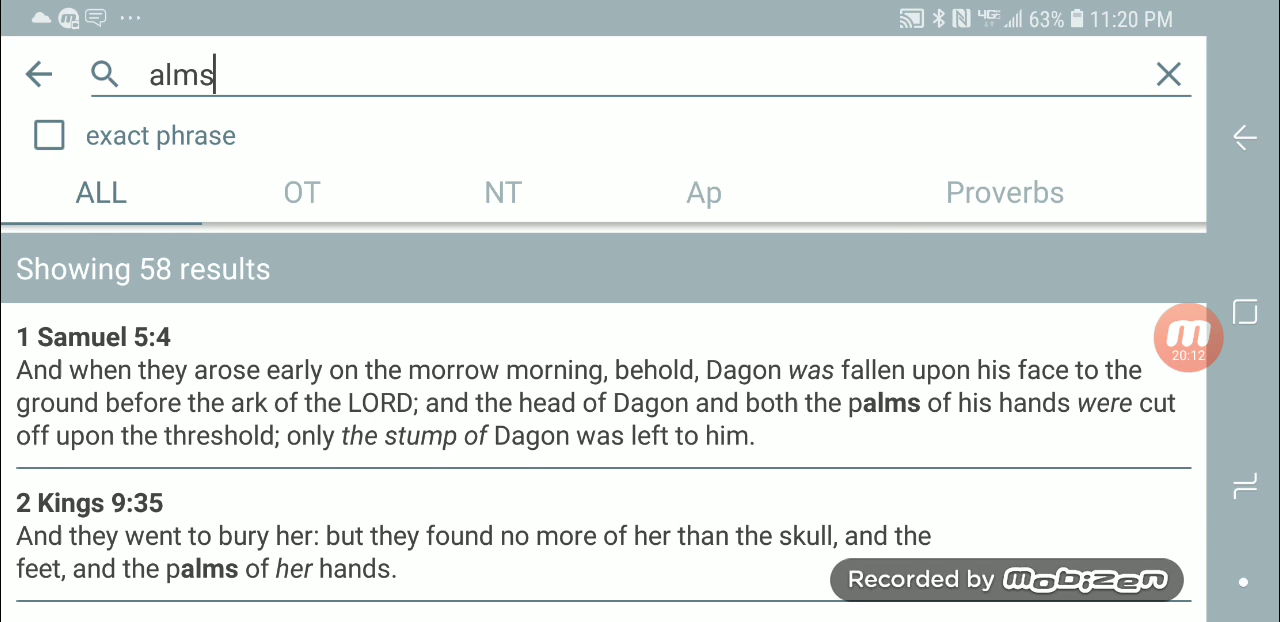 63% 11:20 PM
alms
exact phrase
ALL OT NT Ap Proverbs
Showing 58 results
1 Samuel 5:4
And when they arose early on the morrow morning, behold, Dagon was fallen upon his face to the
ground before the ark of the LORD; and the head of Dagon and both the palms of his hands were cut
off upon the threshold; only the stump of Dagon was left to him.
20:12
2 Kings 9:35
And they went to bury her: but they found no more of her than the skull, and the
feet, and the palms of her hands.
Recorded by mobizen